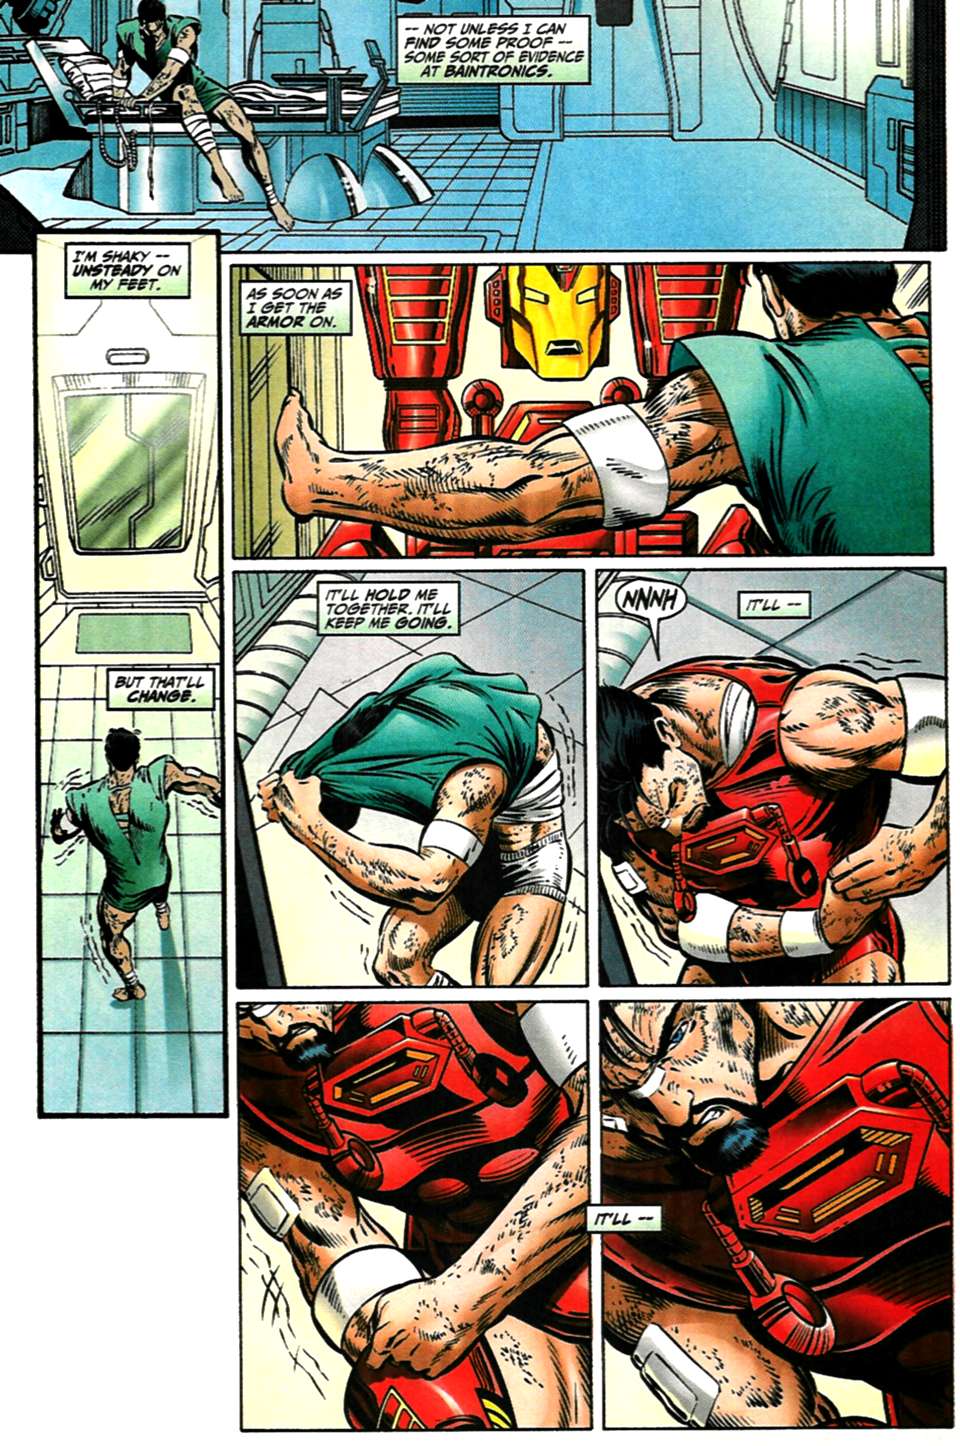 -- NOT UNLESS I CAN
FIND SOME PROOF --
SOME SORT OF EVIDENCE
AT BAINTRONICS.
I'M SHAKY --
UNSTEADY ON
MY FEET.
BUT THAT'LL
CHANGE.
AS SOON AS
I GET THE
ARMOR ON.
IT'LL HOLD ME
TOGETHER. IT'LL
KEEP ME GOING.
NNNH
IT'LL --
IT'LL --